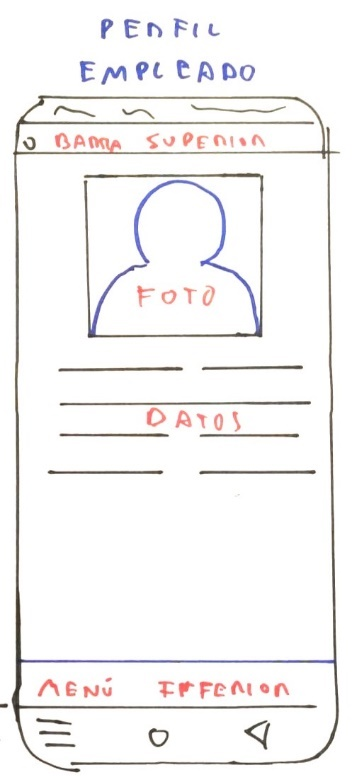 PERFIL
EMPLEADO
BARRA SUPERIOR
FOTO
DATOS
MENÚ INFERIOR